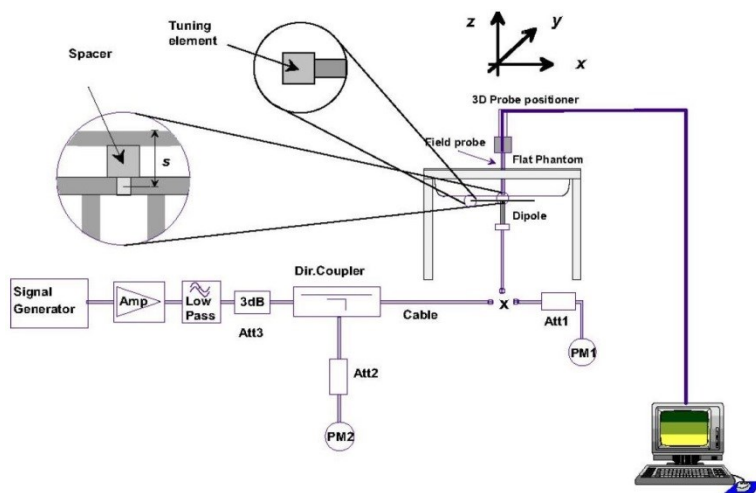 Tuning
element
z
y
x
Spacer
3D Probe positioner
Field probe
Flat Phantom
s
Dipole
Dir.Coupler
Signal
Generator
Amp
Low
Pass
3dB
Att3
Cable
x
Att1
PM1
Att2
PM2